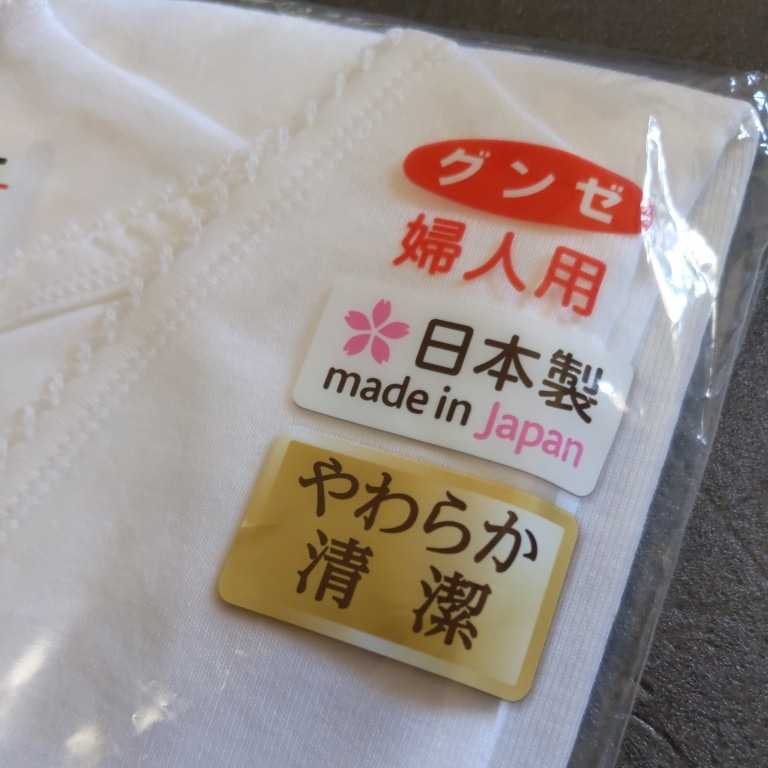 グンゼ
婦人用
日本製
made in Japan
やわらか
清潔